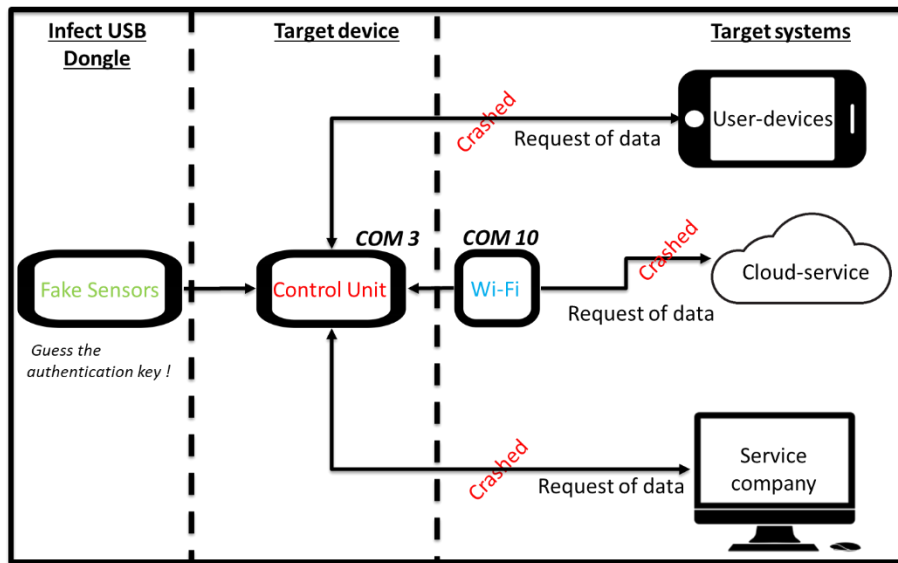 Infect USB
Dongle
Target device
Target systems
Crashed
Request of data
User-devices
COM 3
COM 10
Fake Sensors
Control Unit
Wi-Fi
Crashed
Cloud-service
Request of data
Guess the
authentication key !
Crashed
Request of data
Service
company